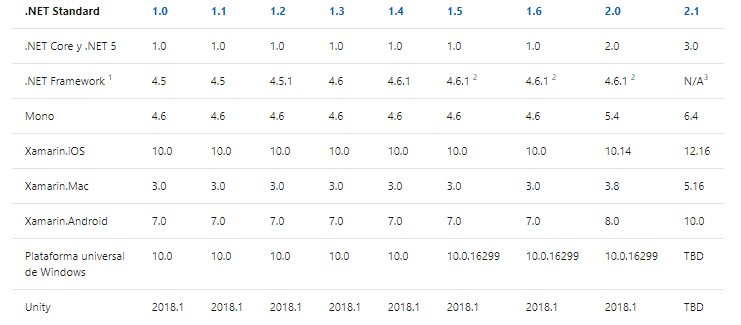 .NET Standard 1.0 1.1 1.2 1.3 1.4 1.5 1.6 2.0 2.1
.NET Core y .NET 5 1.0 1.0 1.0 1.0 1.0 1.0 1.0 2.0 3.0
.NET Framework 1 4.5 4.5 4.5.1 4.6 4.6.1 4.6.1 2 4.6.1 2 4.6.1 2 N/A3
Mono 4.6 4.6 4.6 4.6 4.6 4.6 4.6 5.4 6.4
Xamarin.iOS 10.0 10.0 10.0 10.0 10.0 10.0 10.0 10.14 12.16
Xamarin.Mac 3.0 3.0 3.0 3.0 3.0 3.0 3.0 3.8 5.16
Xamarin.Android 7.0 7.0 7.0 7.0 7.0 7.0 7.0 8.0 10.0
Plataforma universal 10.0 10.0 10.0 10.0 10.0 10.0.16299 10.0.16299 10.0.16299 TBD
de Windows
Unity 2018.1 2018.1 2018.1 2018.1 2018.1 2018.1 2018.1 2018.1 TBD